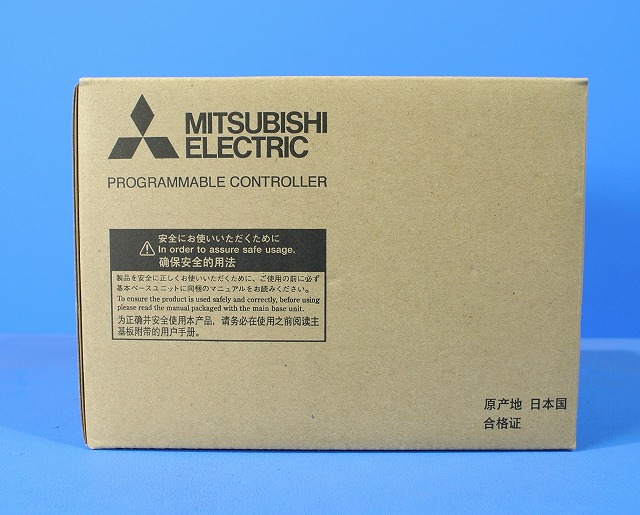 MITSUBISHI
ELECTRIC
PROGRAMMABLE CONTROLLER
安全にお使いいただくために
In order to assure safe usage.
确保安全的用法
製品を安全に正しくお使いいただくために、ご使用の前に必ず
基本ベースユニットに同梱のマニュアルをお読みください。
To ensure the product is used safely and correctly, before using
please read the manual packaged with the main base unit.
为正确并安全使用本产品，请务必在使用之前阅读主
基板附带的用户手册。
原产地 日本国
合格证